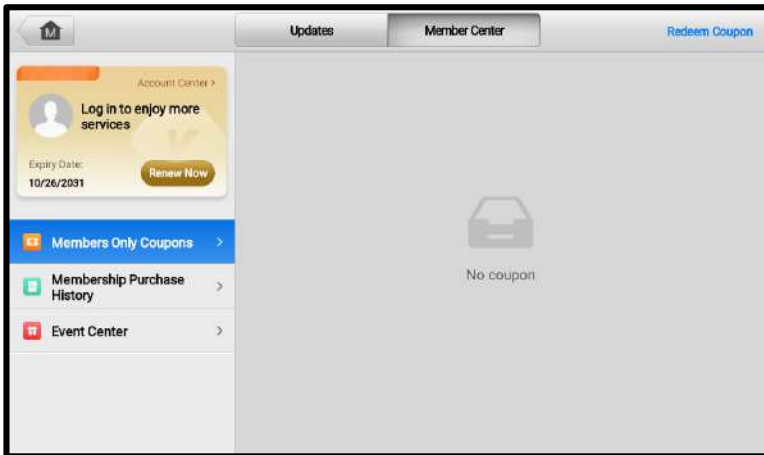 M
Updates
Member Center
Redeem Coupon
Account Center >
Log in to enjoy more
services
Expiry Date:
10/26/2031
Renew Now
Members Only Coupons
Membership Purchase
History
Event Center
No coupon